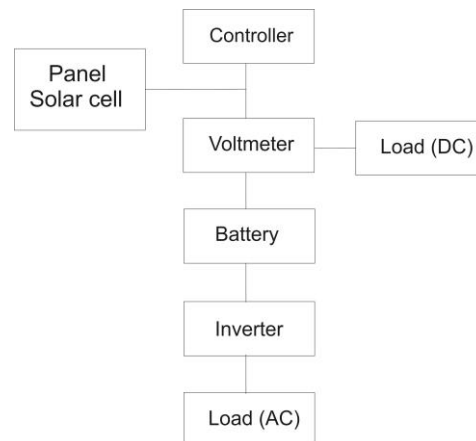 Controller
Panel
Solar cell
Voltmeter
Load (DC)
Battery
Inverter
Load (AC)